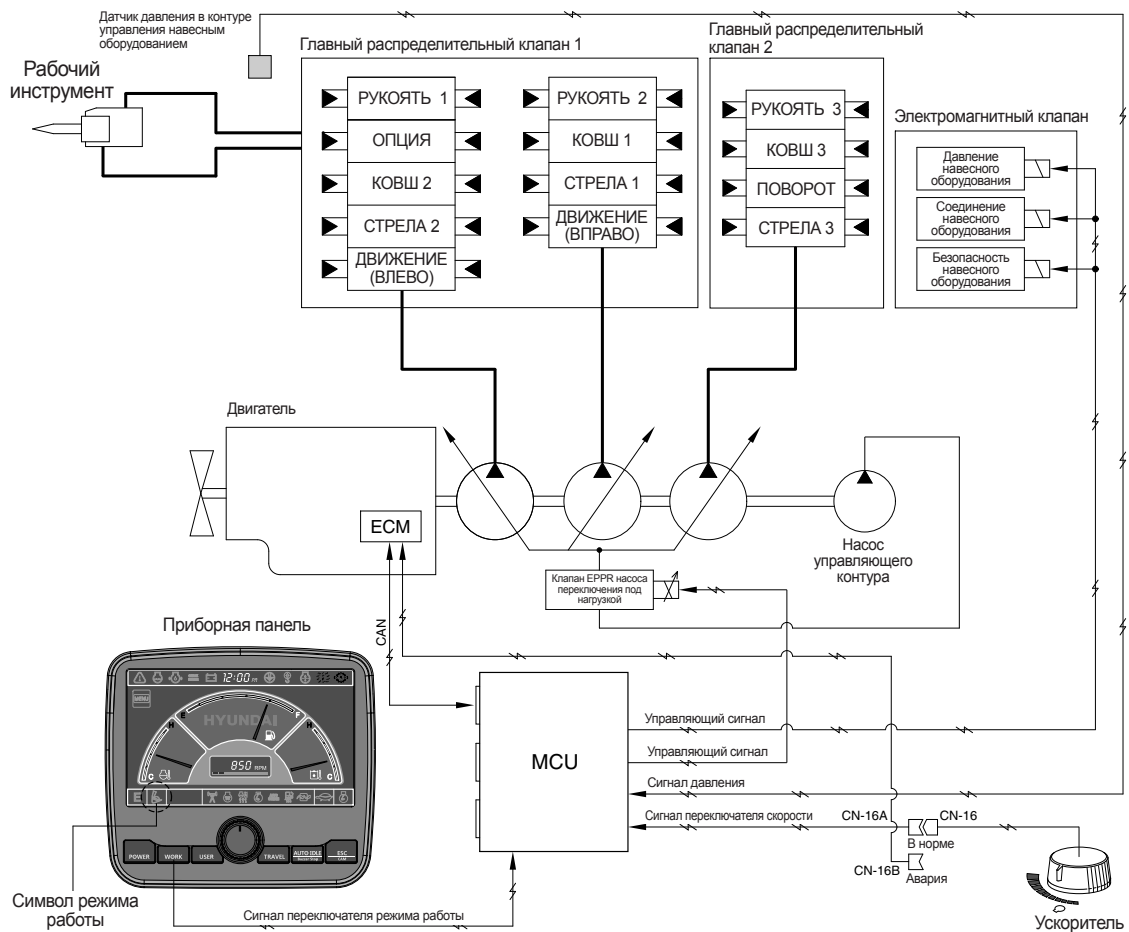 Датчик давления в контуре
управления навесным
оборудованием
Главный распределительный клапан 1
Главный распределительный
клапан 2
Рабочий
инструмент
РУКОЯТЬ 1
ОПЦИЯ
КОВШ 2
СТРЕЛА 2
ДВИЖЕНИЕ
(ВЛЕВО)
РУКОЯТЬ 2
КОВШ 1
СТРЕЛА 1
ДВИЖЕНИЕ
(ВПРАВО)
РУКОЯТЬ 3
КОВШ 3
ПОВОРОТ
СТРЕЛА 3
Электромагнитный клапан
Давление
навесного
оборудования
Соединение
навесного
оборудования
Безопасность
навесного
оборудования
Двигатель
ECM
Насос
управляющего
контура
Клапан EPPR насоса
переключения под
нагрузкой
CAN
Приборная панель
12:00
MENU
HYUNDAI
E
F
H
H
C
C
850 RPM
E
POWER
WORK
USER
TRAVEL
AUTO IDLE
Buzzer Stop
ESC
CAM
MCU
Управляющий сигнал
Управляющий сигнал
Сигнал давления
Сигнал переключателя скорости
CN-16A
CN-16
В норме
CN-16B
Авария
Символ режима
работы
Сигнал переключателя режима работы
Ускоритель